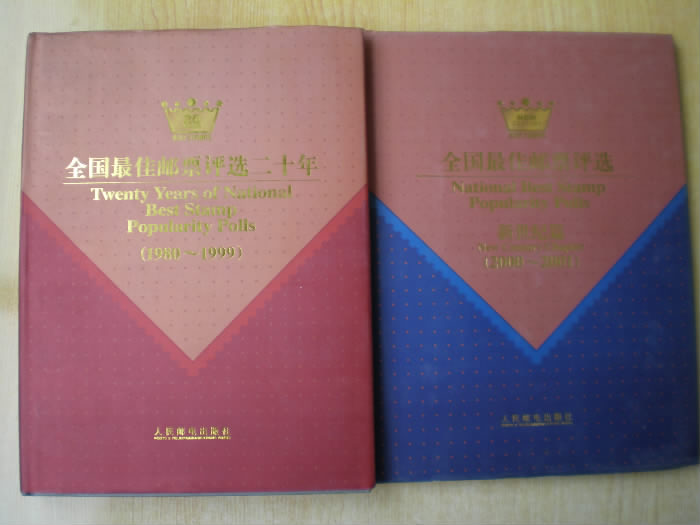 全国最佳邮票评选二十年
Twenty Years of National
Best Stamp
Popularity Polls
(1980~1999)
人民邮电出版社
全国最佳邮票评选
National Best Stamp
Popularity Polls
人民邮电出版社